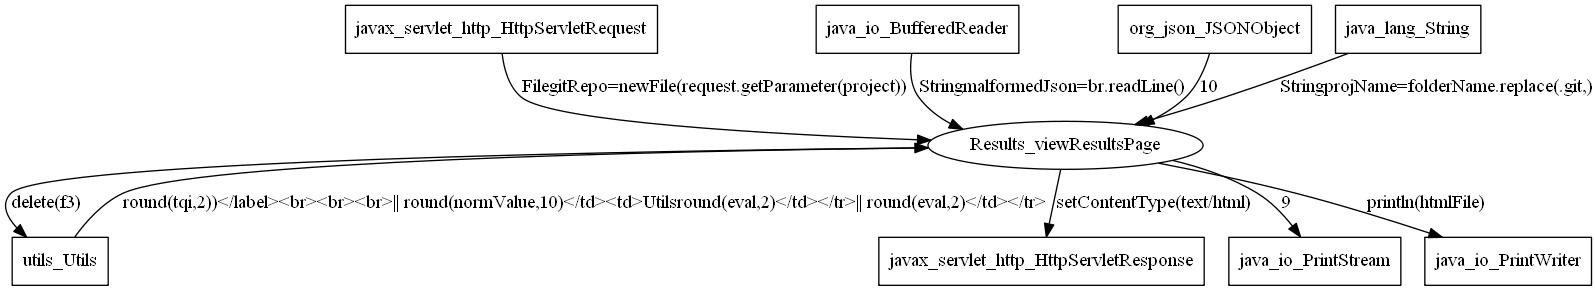 javax_servlet_http_HttpServletRequest
java_io_BufferedReader
org_json_JSONObject
java_lang_String
FilegitRepo=newFile(request.getParameter(project))
StringmalformedJson=br.readLine()
10
StringprojName=folderName.replace(.git,)
Results_viewResultsPage
delete(f3)
round(tqi,2))</label><br><br><br>|| round(normValue,10)</td><td>Utilsround(eval,2)</td></tr>|| round(eval,2)</td></tr>
setContentType(text/html)
9
println(htmlFile)
utils_Utils
javax_servlet_http_HttpServletResponse
java_io_PrintStream
java_io_PrintWriter